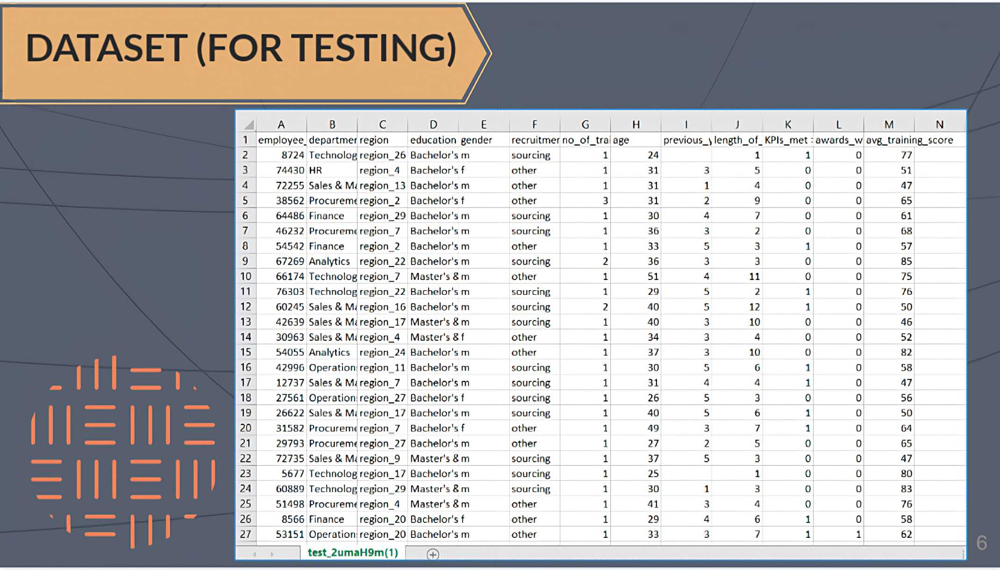 DATASET (FOR TESTING)
A B C D E F G H I J K L M N
1 employee_ departmer region education gender recruitmer no_of_trai age previous_y length_of_ KPIs_met > awards_w avg_training_score
2 8724 Technolog region_26 Bachelor's m sourcing 1 24 1 1 0 77
3 74430 HR region_4 Bachelor's f other 1 31 3 5 0 0 51
4 72255 Sales & Ma region_13 Bachelor's m other 1 31 1 4 0 0 47
5 38562 Procureme region_2 Bachelor's f other 3 31 2 9 0 0 65
6 64486 Finance region_29 Bachelor's m sourcing 1 30 4 7 0 0 61
7 46232 Procureme region_7 Bachelor's m sourcing 1 36 3 2 0 0 68
8 54542 Finance region_2 Bachelor's m other 1 33 5 3 1 0 57
9 67269 Analytics region_22 Bachelor's m sourcing 2 36 3 3 0 0 85
10 66174 Technolog region_7 Master's & m other 1 51 4 11 0 0 75
11 76303 Technolog region_22 Bachelor's m sourcing 1 29 5 2 1 0 76
12 60245 Sales & Ma region_16 Bachelor's m sourcing 2 40 5 12 1 0 50
13 42639 Sales & Ma region_17 Master's & m sourcing 1 40 3 10 0 0 46
14 30963 Sales & Ma region_4 Master's & f other 1 34 3 4 0 0 52
15 54055 Analytics region_24 Bachelor's m other 1 37 3 10 0 0 82
16 42996 Operation region_11 Bachelor's m sourcing 1 30 5 6 1 0 58
17 12737 Sales & Ma region_7 Bachelor's m sourcing 1 31 4 4 1 0 47
18 27561 Operation region_27 Bachelor's f sourcing 1 26 5 3 0 0 56
19 26622 Sales & Ma region_17 Bachelor's m sourcing 1 40 5 6 1 0 50
20 31582 Procureme region_7 Bachelor's f other 1 49 3 7 1 0 64
21 29793 Procureme region_27 Bachelor's m other 1 27 2 5 0 0 65
22 72735 Sales & Ma region_9 Master's & m sourcing 1 37 5 3 0 0 47
23 5677 Technolog region_17 Bachelor's m sourcing 1 25 1 0 0 80
24 60889 Technolog region_29 Master's & m sourcing 1 30 1 3 0 0 83
25 51498 Procureme region_4 Master's & m other 1 41 3 4 0 0 76
26 8566 Finance region_20 Bachelor's f other 1 29 4 6 1 0 58
27 53151 Operation region_20 Bachelor's m other 1 33 3 7 1 1 62
test_2umaH9m(1)
6